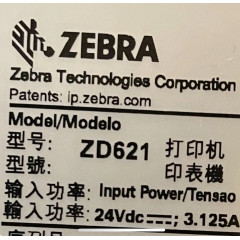 ZEBRA
Zebra Technologies Corporation
Patents: ip.zebra.com
Model/Modelo
型号: ZD621 打印机
型號: 印表機
输入功率: Input Power/Tensao
輸入功率: 24Vdc⎓; 3.125A